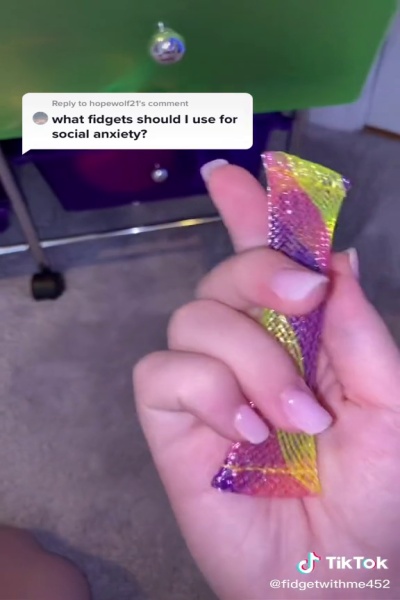 Reply to hopewolf21's comment
what fidgets should I use for
social anxiety?
TikTok
@fidgetwithme452